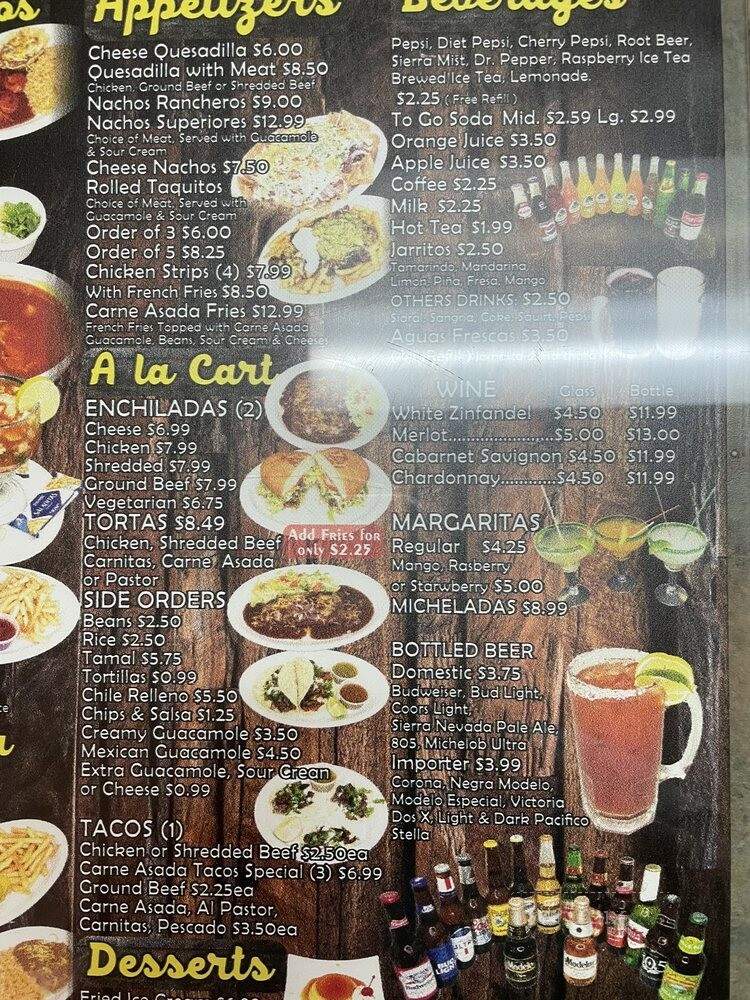 os
Appetizers
Cheese Quesadilla $6.00
Quesadilla with Meat $8.50
Chicken, Ground Beef or Shredded Beef
Nachos Rancheros $9.00
Nachos Superiores $12.99
Choice of Meat, Served with Guacamole
& Sour Cream
Cheese Nachos $7.50
Rolled Taquitos
Choice of Meat, Served with
Guacamole & Sour Cream
Order of 3 $6.00
Order of 5 $8.25
Chicken Strips (4) $7.99
With French Fries $8.50
Carne Asada Fries $12.99
French Fries Topped with Carne Asada
Guacamole, Beans, Sour Cream & Cheeses
A la Cart
ENCHILADAS (2)
Cheese $6.99
Chicken $7.99
Shredded $7.99
Ground Beef $7.99
Vegetarian $6.75
TORTAS $8.49
Chicken, Shredded Beef
Carnitas, Carne Asada
or Pastor
Add Fries for
only $2.25
SIDE ORDERS
Beans $2.50
Rice $2.50
Tamal $5.75
Tortillas $0.99
Chile Relleno $5.50
Chips & Salsa $1.25
Creamy Guacamole $3.50
Mexican Guacamole $4.50
Extra Guacamole, Sour Crean
or Cheese $0.99
TACOS (1)
Chicken or Shredded Beef $2.50ea
Carne Asada Tacos Special (3) $6.99
Ground Beef $2.25ea
Carne Asada, Al Pastor,
Carnitas, Pescado $3.50ea
Desserts
Fried Ice Cream
Beverages
Pepsi, Diet Pepsi, Cherry Pepsi, Root Beer,
Sierra Mist, Dr. Pepper, Raspberry Ice Tea
Brewed Ice Tea, Lemonade.
$2.25 ( Free Refill )
To Go Soda Mid. $2.59 Lg. $2.99
Orange Juice $3.50
Apple Juice $3.50
Coffee $2.25
Milk $2.25
Hot Tea $1.99
Jarritos $2.50
Tamarindo, Mandarina,
Limon, Piña, Fresa, Mango
OTHERS DRINKS: $2.50
Sidral, Sangria, Coke, Squirt, Pepsi
Aguas Frescas $3.50
WINE Glass Bottle
White Zinfandel $4.50 $11.99
Merlot.......................$5.00 $13.00
Cabarnet Savignon $4.50 $11.99
Chardonnay............$4.50 $11.99
MARGARITAS
Regular $4.25
Mango, Rasberry
or Starwberry $5.00
MICHELADAS $8.99
BOTTLED BEER
Domestic $3.75
Budweiser, Bud Light,
Coors Light,
Sierra Nevada Pale Ale,
805, Michelob Ultra
Importer $3.99
Corona, Negra Modelo,
Modelo Especial, Victoria
Dos X, Light & Dark Pacifico
Stella